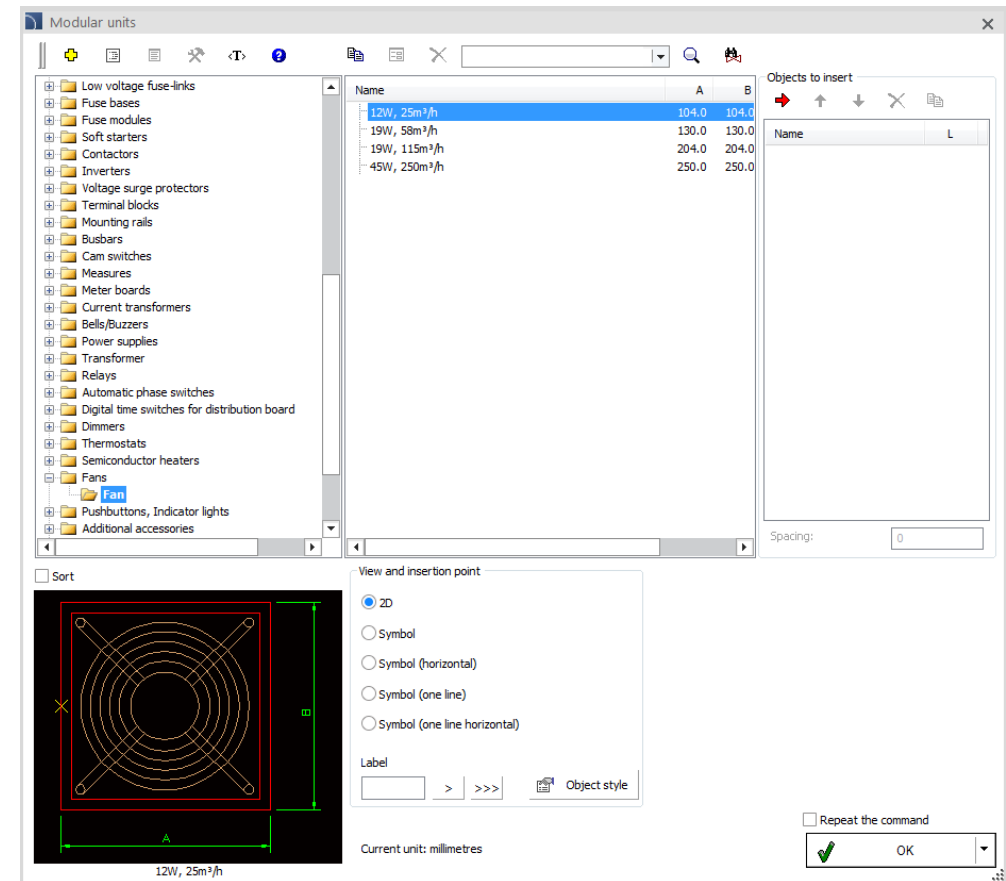 Modular units
<T>
Low voltage fuse-links
Fuse bases
Fuse modules
Soft starters
Contactors
Inverters
Voltage surge protectors
Terminal blocks
Mounting rails
Busbars
Cam switches
Measures
Meter boards
Current transformers
Bells/Buzzers
Power supplies
Transformer
Relays
Automatic phase switches
Digital time switches for distribution board
Dimmers
Thermostats
Semiconductor heaters
Fans
Fan
Pushbuttons, Indicator lights
Additional accessories
Name A B
12W, 25m³/h 104.0 104.0
19W, 58m³/h 130.0 130.0
19W, 115m³/h 204.0 204.0
45W, 250m³/h 250.0 250.0
Objects to insert
Name L
Spacing: 0
Sort
B
A
12W, 25m³/h
View and insertion point
2D
Symbol
Symbol (horizontal)
Symbol (one line)
Symbol (one line horizontal)
Label
> >>> Object style
Current unit: millimetres
Repeat the command
OK